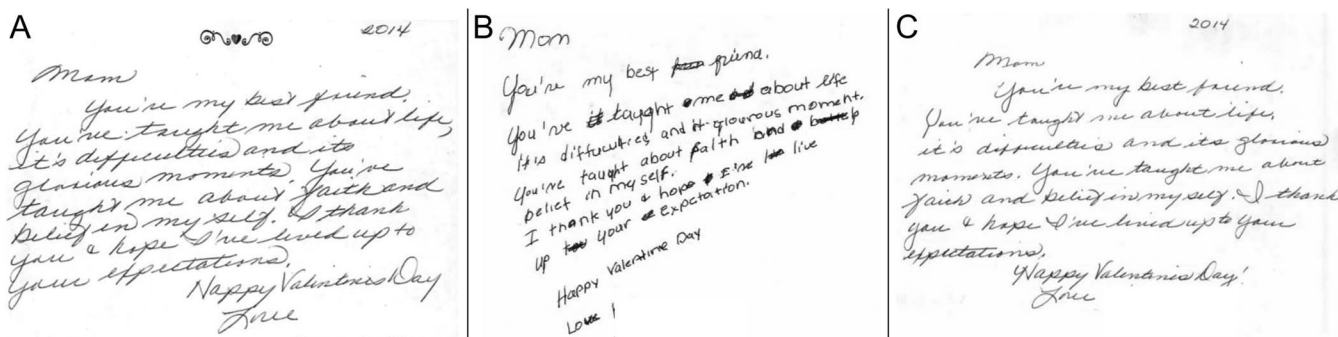 A
2014
Mom
You're my best friend.
You've taught me about life,
it's difficulties and its
glorious moments. You've
taught me about faith and
belief in my self. I thank
you & hope I've lived up to
your expectations.
Happy Valentine's Day
Love
B
Mom
You're my best friend.
You've taught me about life
it's difficulties and it glourous moment.
You've taught about faith and
belief in my self.
I thank you & hope I've live
up your expectation.
Happy Valentine Day
Love
C
2014
Mom
You're my best friend.
You've taught me about life,
it's difficulties and its glorious
moments. You've taught me about
faith and belief in my self. I thank
you & hope I've lived up to your
expectations.
Happy Valentine's Day!
Love